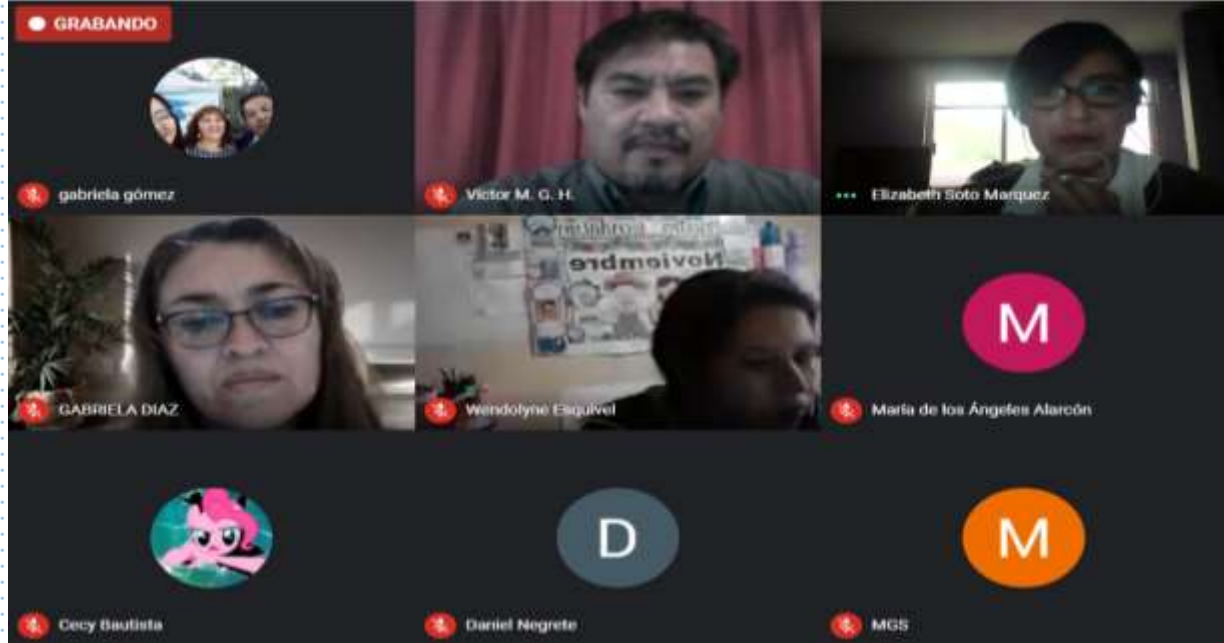 GRABANDO
gabriela gómez
Victor M. G. H.
Elizabeth Soto Marquez
Noviembre
GABRIELA DIAZ
Wendolyne Esquivel
M
María de los Ángeles Alarcón
Cecy Bautista
D
Daniel Negrete
M
MGS